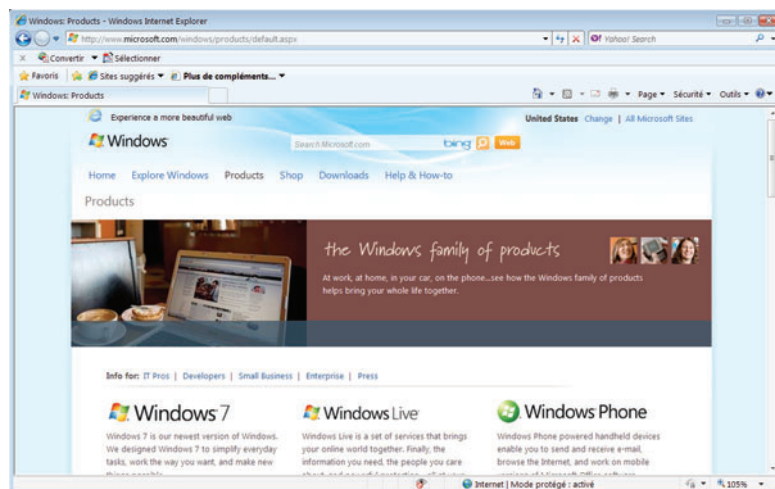 Windows: Products - Windows Internet Explorer
http://www.microsoft.com/windows/products/default.aspx
Yahoo! Search
x Convertir Sélectionner
Favoris Sites suggérés Plus de compléments...
Windows: Products
Page Sécurité Outils
Experience a more beautiful web
United States Change | All Microsoft Sites
Windows
Search Microsoft.com bing Web
Home Explore Windows Products Shop Downloads Help & How-to
Products
the Windows family of products
At work, at home, in your car, on the phone...see how the Windows family of products
helps bring your whole life together.
Info for: IT Pros | Developers | Small Business | Enterprise | Press
Windows 7
Windows 7 is our newest version of Windows.
We designed Windows 7 to simplify everyday
tasks, work the way you want, and make new
Windows Live
Windows Live is a set of services that brings
your online world together. Finally, the
information you need, the people you care
Windows Phone
Windows Phone powered handheld devices
enable you to send and receive e-mail,
browse the Internet, and work on mobile
Internet | Mode protégé : activé
105%